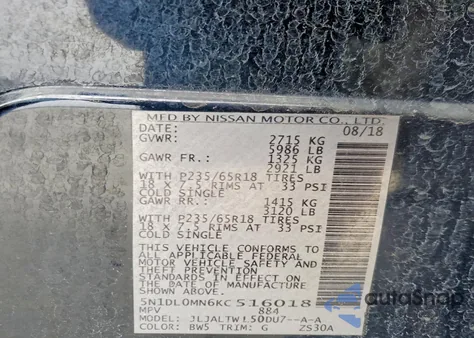 MFD BY NISSAN MOTOR CO., LTD.
DATE: 08/18
GVWR: 2715 KG
5986 LB
GAWR FR.: 1325 KG
2921 LB
WITH P235/65R18 TIRES
18 X 7.5 RIMS AT 33 PSI
COLD SINGLE
GAWR RR.: 1415 KG
3120 LB
WITH P235/65R18 TIRES
18 X 7.5 RIMS AT 33 PSI
COLD SINGLE
THIS VEHICLE CONFORMS TO
ALL APPLICABLE FEDERAL
MOTOR VEHICLE SAFETY AND
THEFT PREVENTION STANDARDS
IN EFFECT ON THE DATE OF
MANUFACTURE SHOWN ABOVE.
5N1DL0MN6KC516018
MPV 884
MODEL: JLJALTWL50DU7--A-A
COLOR: BW5 TRIM: G ZS30A
AutoSnap